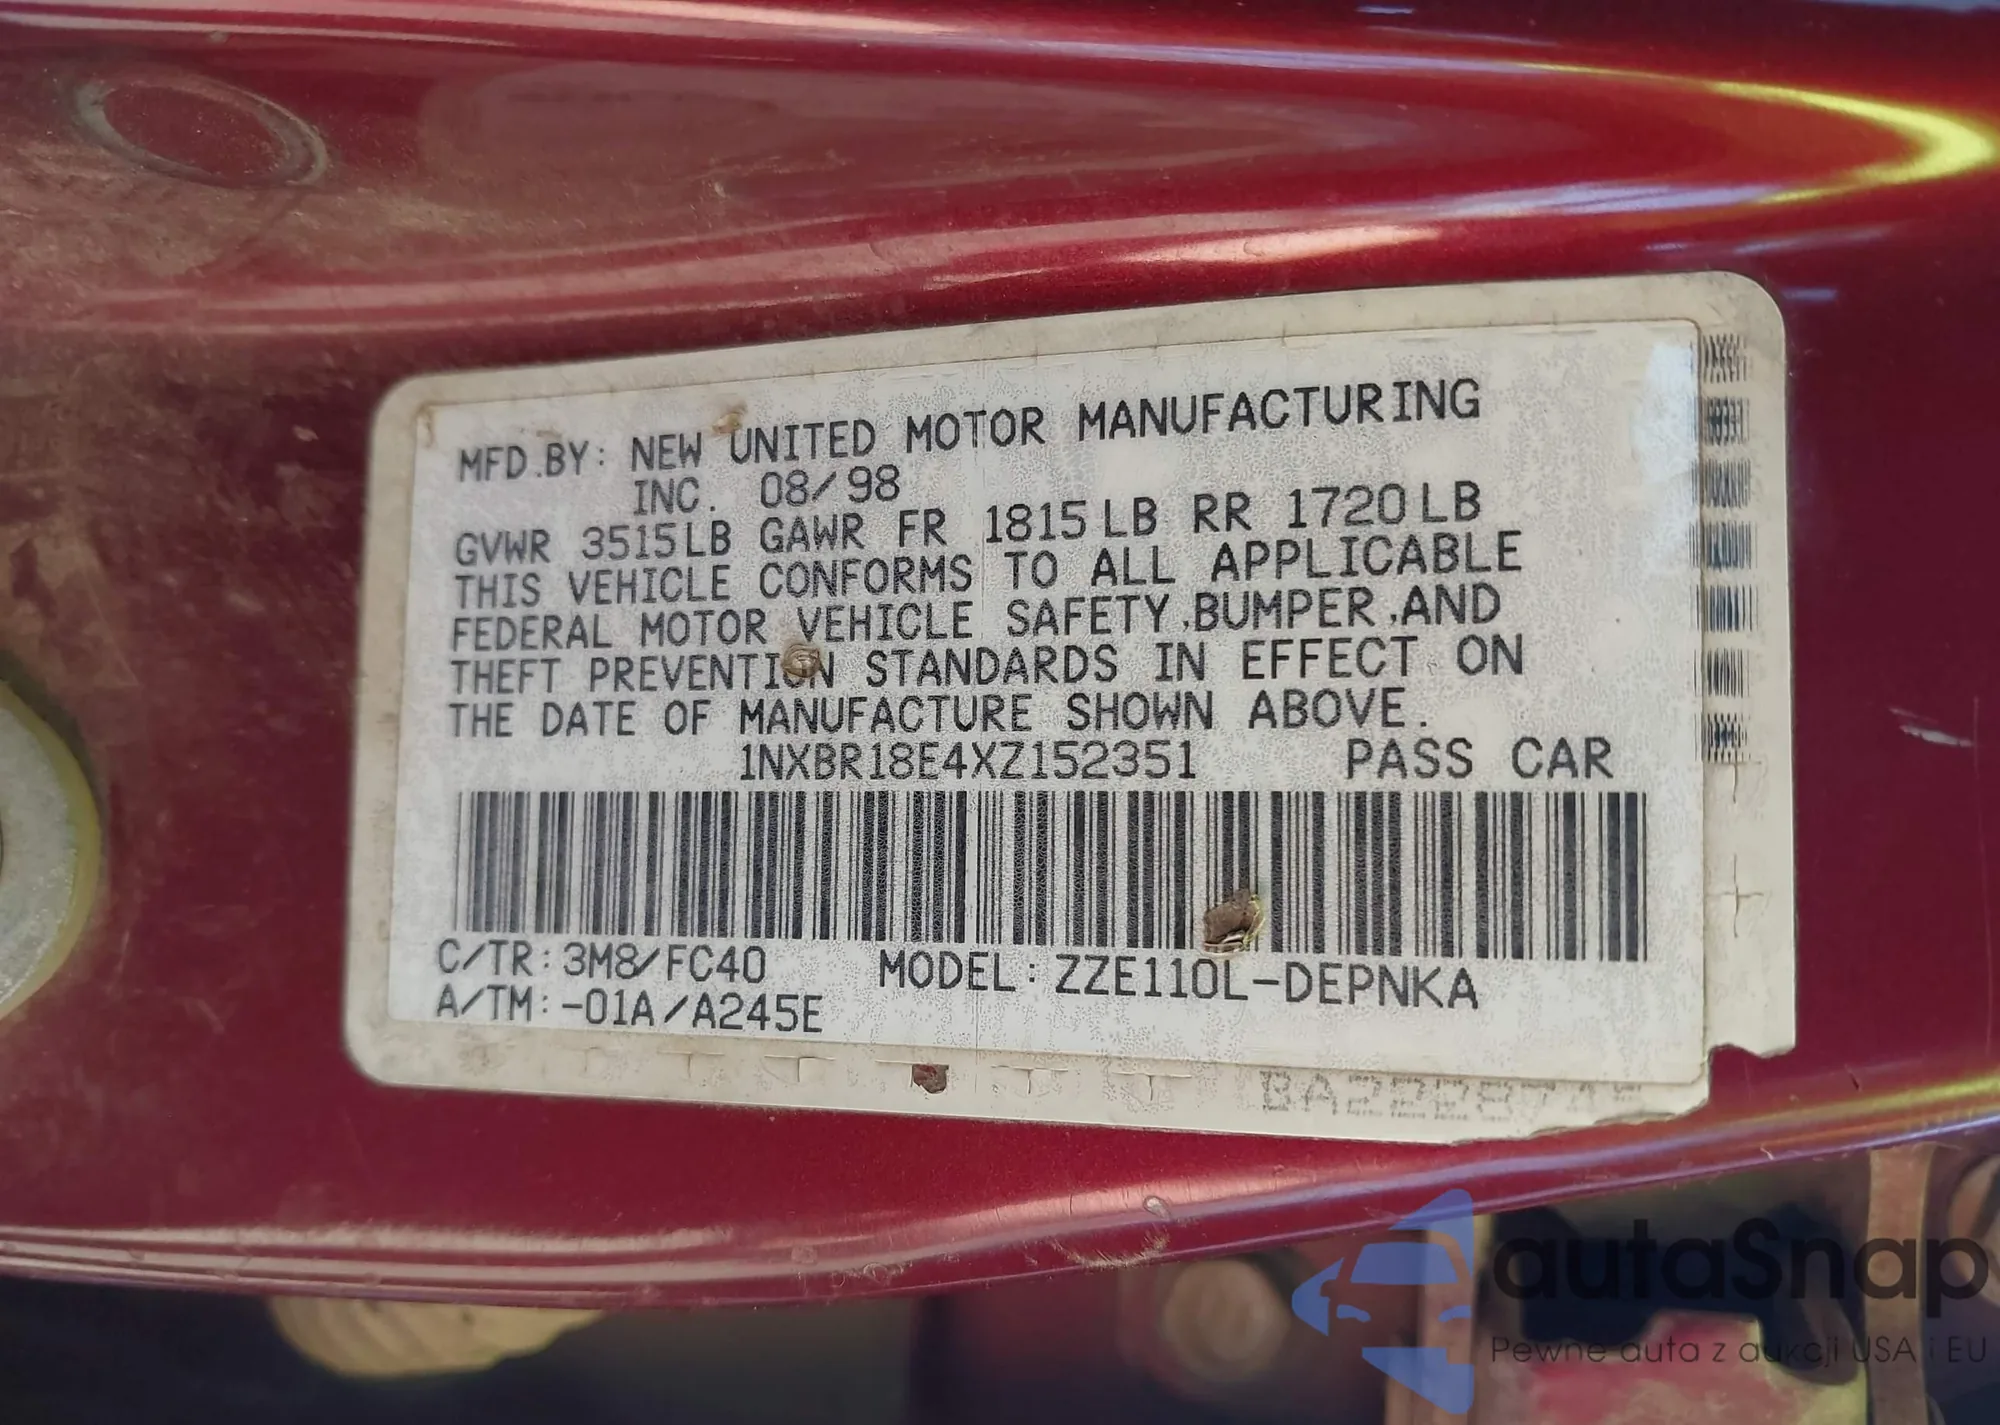 MFD.BY: NEW UNITED MOTOR MANUFACTURING
INC. 08/98
GVWR 3515LB GAWR FR 1815LB RR 1720LB
THIS VEHICLE CONFORMS TO ALL APPLICABLE
FEDERAL MOTOR VEHICLE SAFETY,BUMPER,AND
THEFT PREVENTION STANDARDS IN EFFECT ON
THE DATE OF MANUFACTURE SHOWN ABOVE.
1NXBR18E4XZ152351 PASS CAR
C/TR: 3M8/FC40 MODEL: ZZE110L-DEPNKA
A/TM: -01A/A245E
autaSnap
Pewne auta z aukcji USA i EU